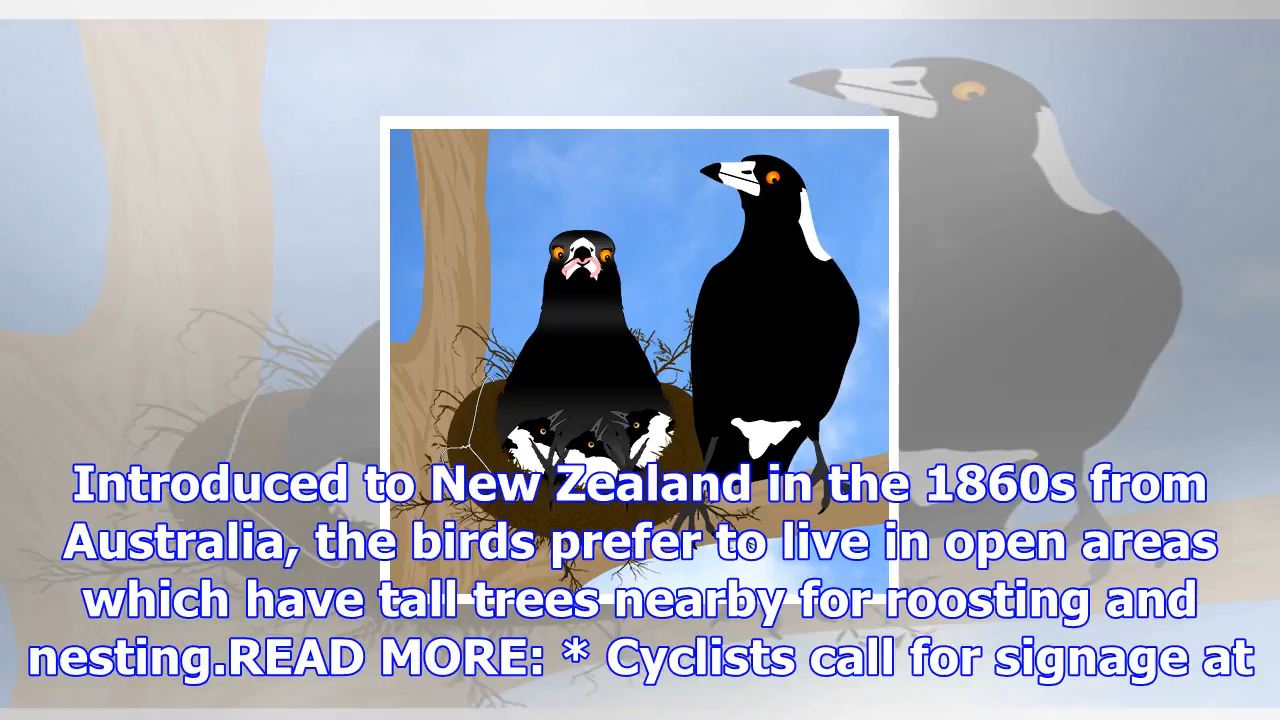 Introduced to New Zealand in the 1860s from
Australia, the birds prefer to live in open areas
which have tall trees nearby for roosting and
nesting.READ MORE: * Cyclists call for signage at